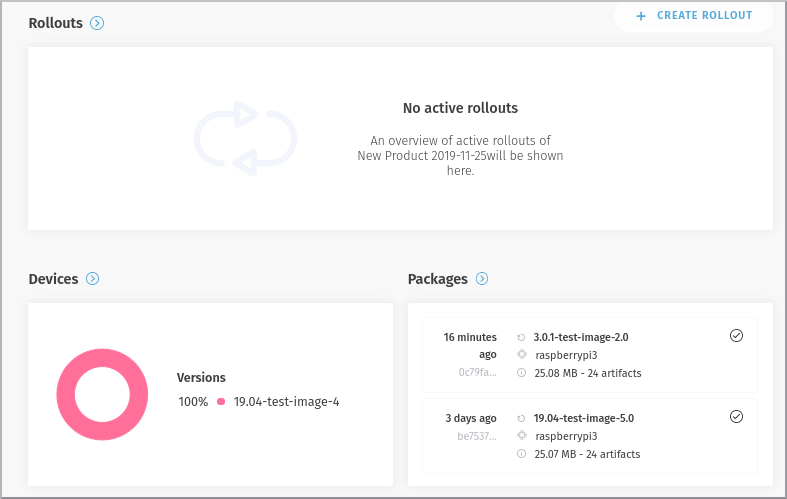 Rollouts
+ CREATE ROLLOUT
No active rollouts
An overview of active rollouts of
New Product 2019-11-25will be shown
here.
Devices
Versions
100% 19.04-test-image-4
Packages
16 minutes
ago
0c79fa...
3.0.1-test-image-2.0
raspberrypi3
25.08 MB - 24 artifacts
3 days ago
be7537...
19.04-test-image-5.0
raspberrypi3
25.07 MB - 24 artifacts